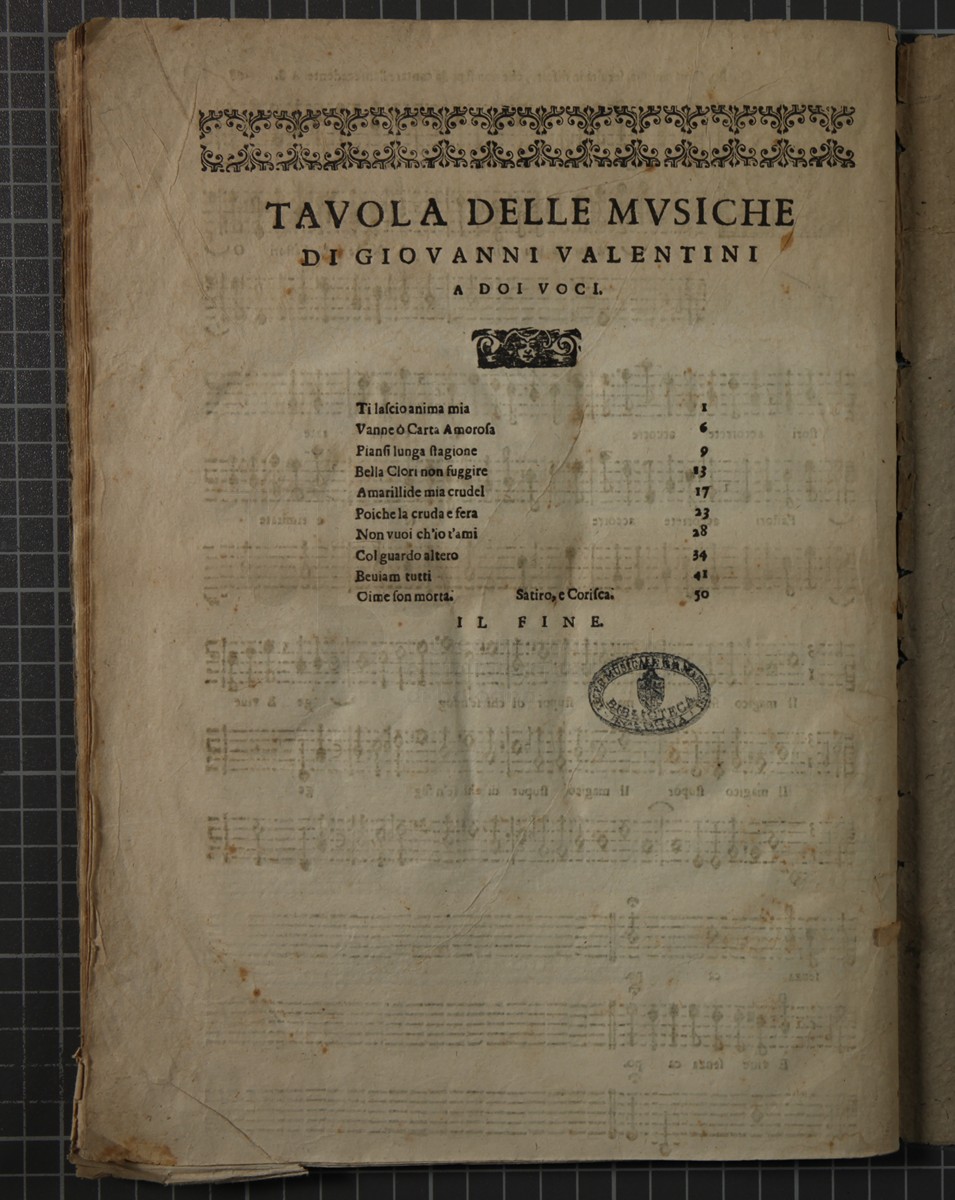 TAVOLA DELLE MVSICHE
DI GIOVANNI VALENTINI
A DOI VOCI.
Ti laſcio anima mia 1
Vanne ò Carta Amoroſa 6
Pianſi lunga ſtagione 9
Bella Clori non fuggire 13
Amarillide mia crudel 17
Poiche la cruda e fera 23
Non vuoi ch'io t'ami 28
Col guardo altero 34
Beuiam tutti 41
Oime ſon morta. Satiro, e Coriſca. 50
IL FINE.
BIBLIOTECA
BOLOGNA